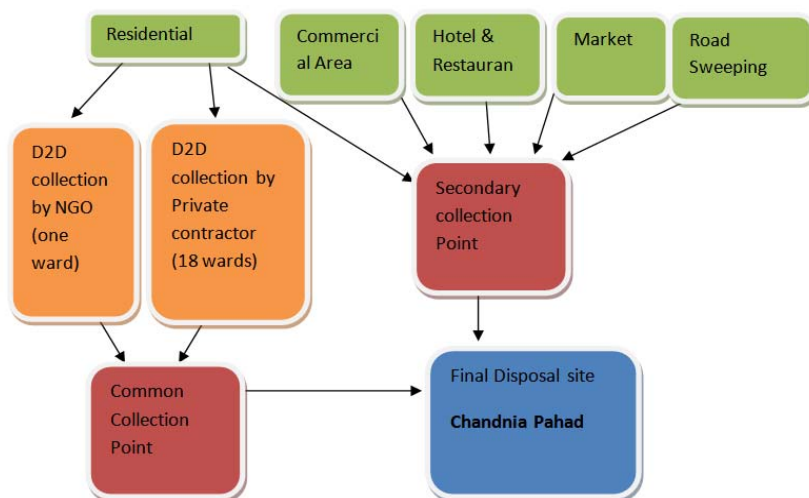 Residential
Commerci
al Area
Hotel &
Restauran
Market
Road
Sweeping
D2D
collection
by NGO
(one
ward)
D2D
collection by
Private
contractor
(18 wards)
Secondary
collection
Point
Common
Collection
Point
Final Disposal site
Chandnia Pahad